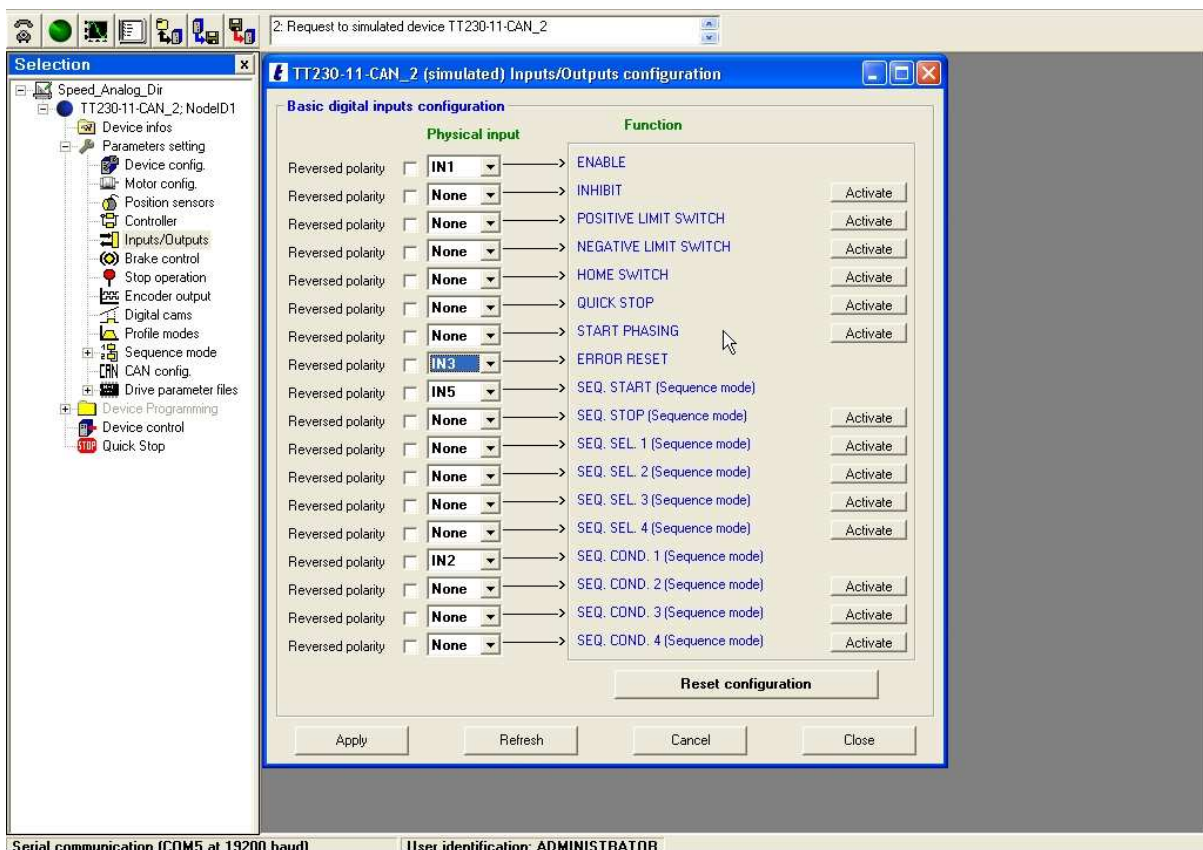 2: Request to simulated device TT230-11-CAN_2
Selection
Speed_Analog_Dir
TT230-11-CAN_2; NodeID1
Device infos
Parameters setting
Device config.
Motor config.
Position sensors
Controller
Inputs/Outputs
Brake control
Stop operation
Encoder output
Digital cams
Profile modes
Sequence mode
CAN config.
Drive parameter files
Device Programming
Device control
STOP Quick Stop
t TT230-11-CAN_2 (simulated) Inputs/Outputs configuration
Basic digital inputs configuration
Physical input Function
Reversed polarity IN1 ENABLE
Reversed polarity None INHIBIT Activate
Reversed polarity None POSITIVE LIMIT SWITCH Activate
Reversed polarity None NEGATIVE LIMIT SWITCH Activate
Reversed polarity None HOME SWITCH Activate
Reversed polarity None QUICK STOP Activate
Reversed polarity None START PHASING Activate
Reversed polarity IN3 ERROR RESET
Reversed polarity IN5 SEQ. START (Sequence mode)
Reversed polarity None SEQ. STOP (Sequence mode) Activate
Reversed polarity None SEQ. SEL. 1 (Sequence mode) Activate
Reversed polarity None SEQ. SEL. 2 (Sequence mode) Activate
Reversed polarity None SEQ. SEL. 3 (Sequence mode) Activate
Reversed polarity None SEQ. SEL. 4 (Sequence mode) Activate
Reversed polarity IN2 SEQ. COND. 1 (Sequence mode)
Reversed polarity None SEQ. COND. 2 (Sequence mode) Activate
Reversed polarity None SEQ. COND. 3 (Sequence mode) Activate
Reversed polarity None SEQ. COND. 4 (Sequence mode) Activate
Reset configuration
Apply Refresh Cancel Close
Serial communication (COM5 at 19200 baud) User identification: ADMINISTRATOR